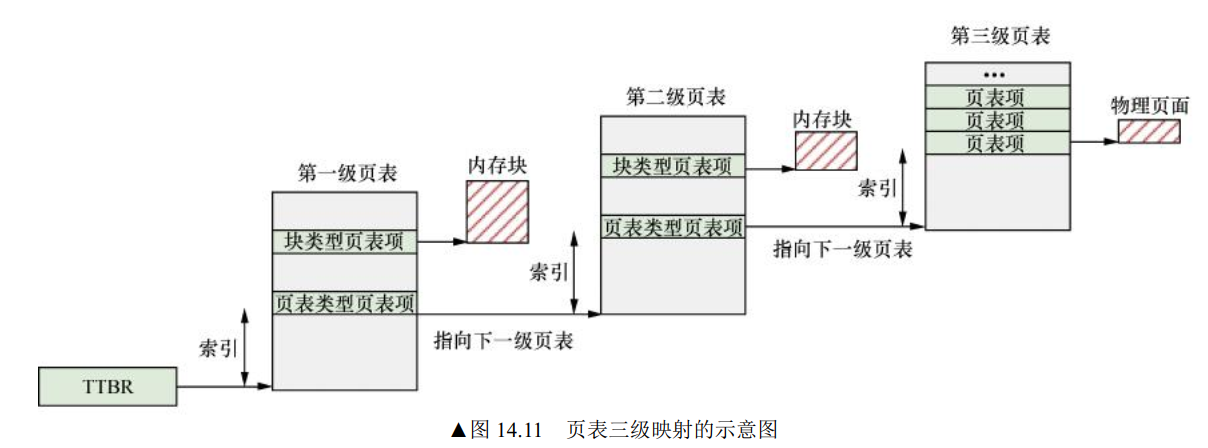 第三级页表
•••
页表项
页表项
页表项
物理页面
索引
第二级页表
内存块
块类型页表项
页表类型页表项
指向下一级页表
索引
第一级页表
内存块
块类型页表项
页表类型页表项
指向下一级页表
索引
TTBR
▲图 14.11 页表三级映射的示意图